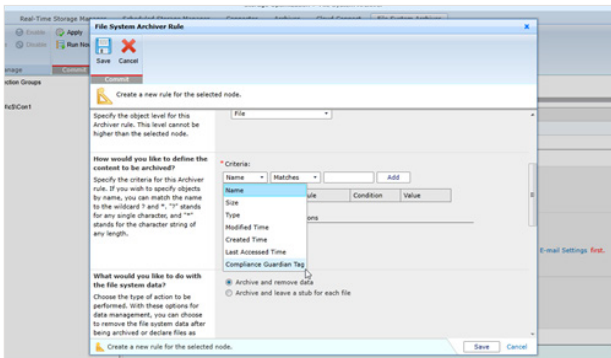 Real-Time Storage Manager Scheduled Storage Manager Connector Archiver Cloud Connect File System Archiver
Enable Apply
Disable Run Now
Commit
File System Archiver Rule
Save Cancel
Commit
Create a new rule for the selected node.
Specify the object level for this
Archiver rule. This level cannot be
higher than the selected node.
File
How would you like to define the
content to be archived?
Specify the criteria for this Archiver
rule. If you wish to specify objects
by name, you can match the name
to the wildcard ? and *. "?" stands
for any single character, and "*"
stands for the character string of
any length.
* Criteria:
Name Matches Add
Condition Value
Name
Size
Type
Modified Time
Created Time
Last Accessed Time
Compliance Guardian Tag
What would you like to do with
the file system data?
Choose the type of action to be
performed. With these options for
data management, you can choose
to remove the file system data after
being archived or declare files as
Archive and remove data
Archive and leave a stub for each file
E-mail Settings first.
Create a new rule for the selected node.
Save Cancel